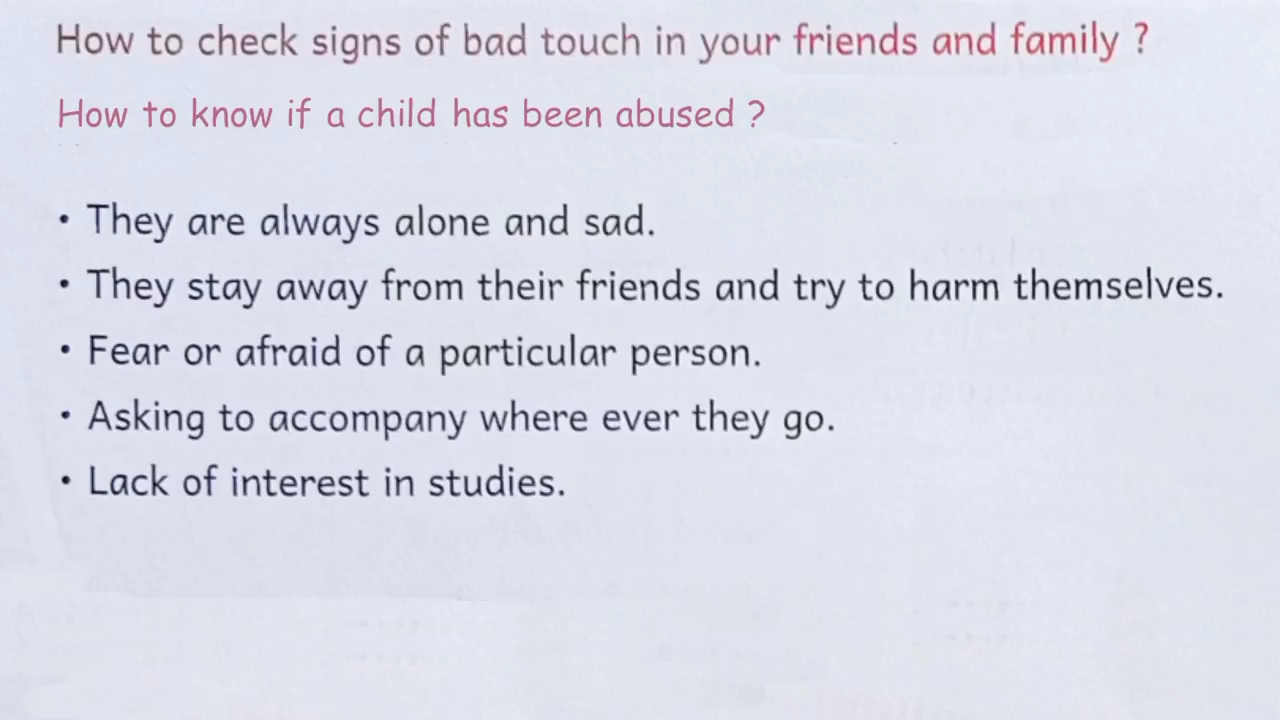 How to check signs of bad touch in your friends and family ?
How to know if a child has been abused ?
• They are always alone and sad.
• They stay away from their friends and try to harm themselves.
• Fear or afraid of a particular person.
• Asking to accompany where ever they go.
• Lack of interest in studies.